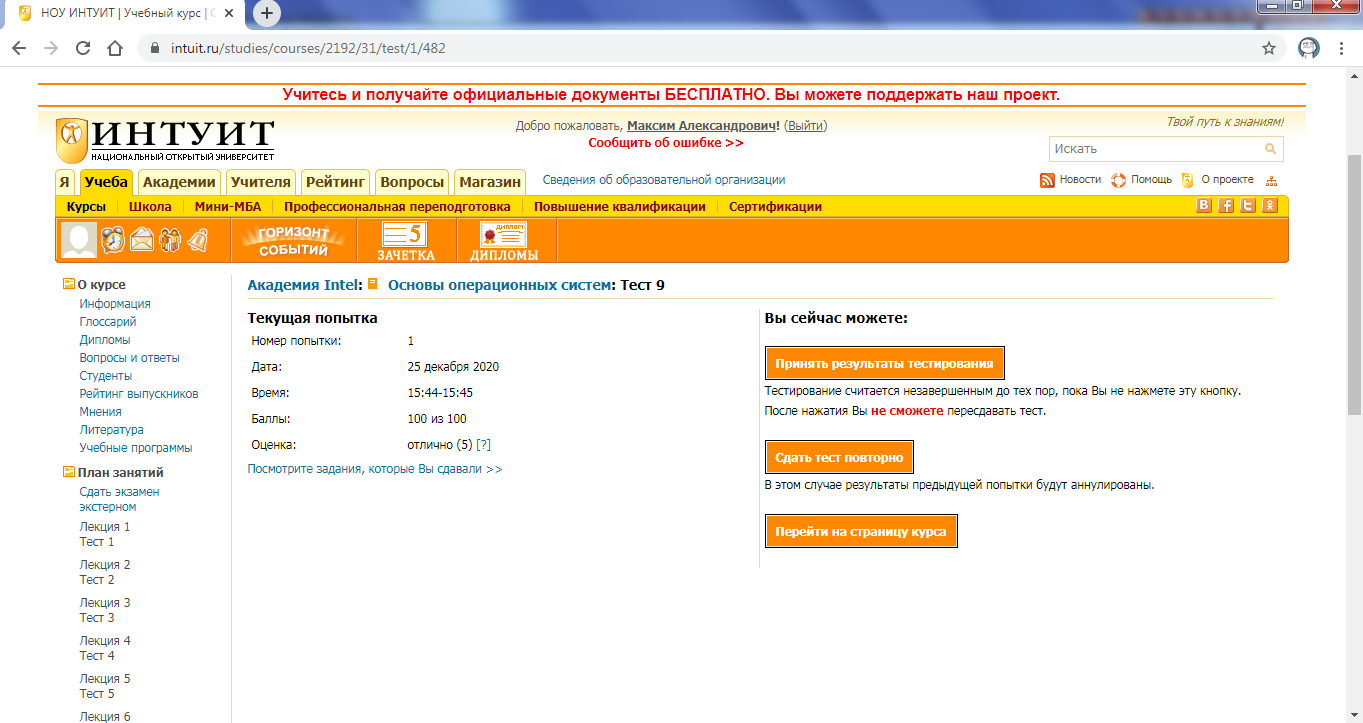 НОУ ИНТУИТ | Учебный курс |
intuit.ru/studies/courses/2192/31/test/1/482
Учитесь и получайте официальные документы БЕСПЛАТНО. Вы можете поддержать наш проект.
ИНТУИТ
НАЦИОНАЛЬНЫЙ ОТКРЫТЫЙ УНИВЕРСИТЕТ
Добро пожаловать, Максим Александрович! (Выйти)
Сообщить об ошибке >>
Твой путь к знаниям!
Искать
Я Учеба Академии Учителя Рейтинг Вопросы Магазин Сведения об образовательной организации Новости Помощь О проекте
Курсы Школа Мини-МБА Профессиональная переподготовка Повышение квалификации Сертификации
ГОРИЗОНТ
СОБЫТИЙ
5
ЗАЧЕТКА
ДИПЛОМ
ДИПЛОМЫ
О курсе
Информация
Глоссарий
Дипломы
Вопросы и ответы
Студенты
Рейтинг выпускников
Мнения
Литература
Учебные программы
План занятий
Сдать экзамен
экстерном
Лекция 1
Тест 1
Лекция 2
Тест 2
Лекция 3
Тест 3
Лекция 4
Тест 4
Лекция 5
Тест 5
Лекция 6
Академия Intel: Основы операционных систем: Тест 9
Текущая попытка
Номер попытки: 1
Дата: 25 декабря 2020
Время: 15:44-15:45
Баллы: 100 из 100
Оценка: отлично (5) [?]
Посмотрите задания, которые Вы сдавали >>
Вы сейчас можете:
Принять результаты тестирования
Тестирование считается незавершенным до тех пор, пока Вы не нажмете эту кнопку.
После нажатия Вы не сможете пересдавать тест.
Сдать тест повторно
В этом случае результаты предыдущей попытки будут аннулированы.
Перейти на страницу курса